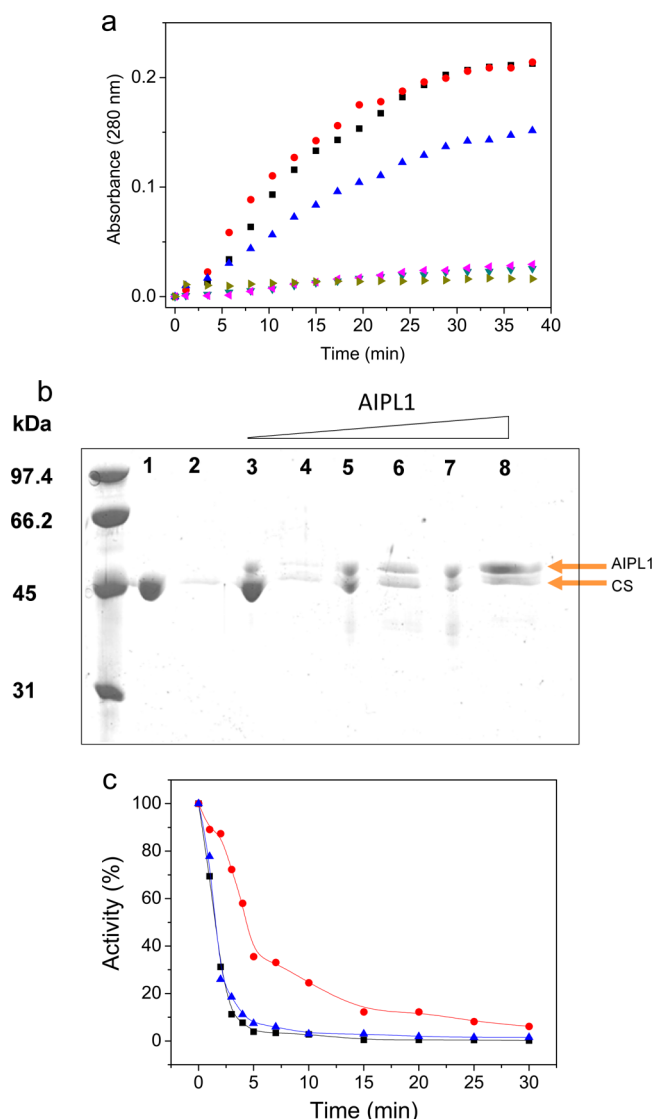 a
Absorbance (280 nm)
0.2
0.1
0.0
0 5 10 15 20 25 30 35 40
Time (min)
b
kDa
AIPL1
97.4
66.2
45
31
1 2 3 4 5 6 7 8
AIPL1
CS
c
Activity (%)
100
80
60
40
20
0
0 5 10 15 20 25 30
Time (min)